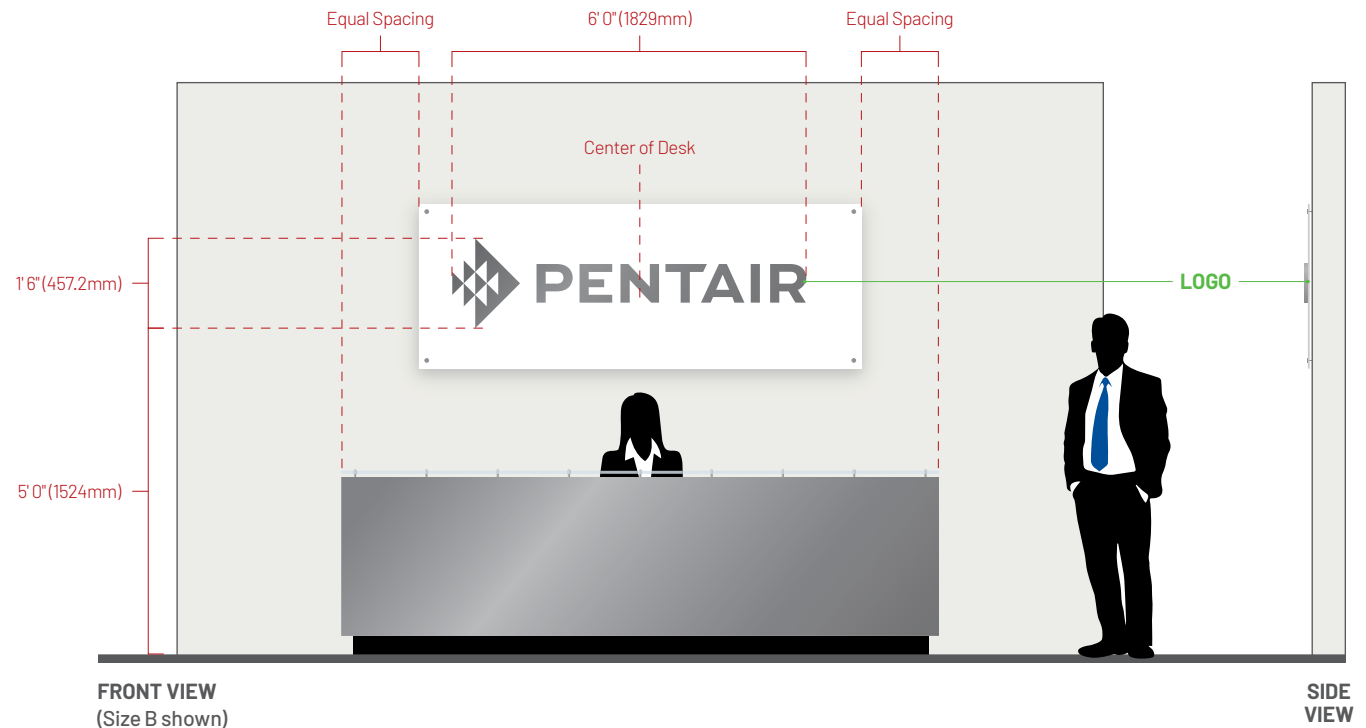 Equal Spacing
6' 0" (1829mm)
Equal Spacing
Center of Desk
1' 6" (457.2mm)
PENTAIR
LOGO
5' 0" (1524mm)
FRONT VIEW
(Size B shown)
SIDE
VIEW